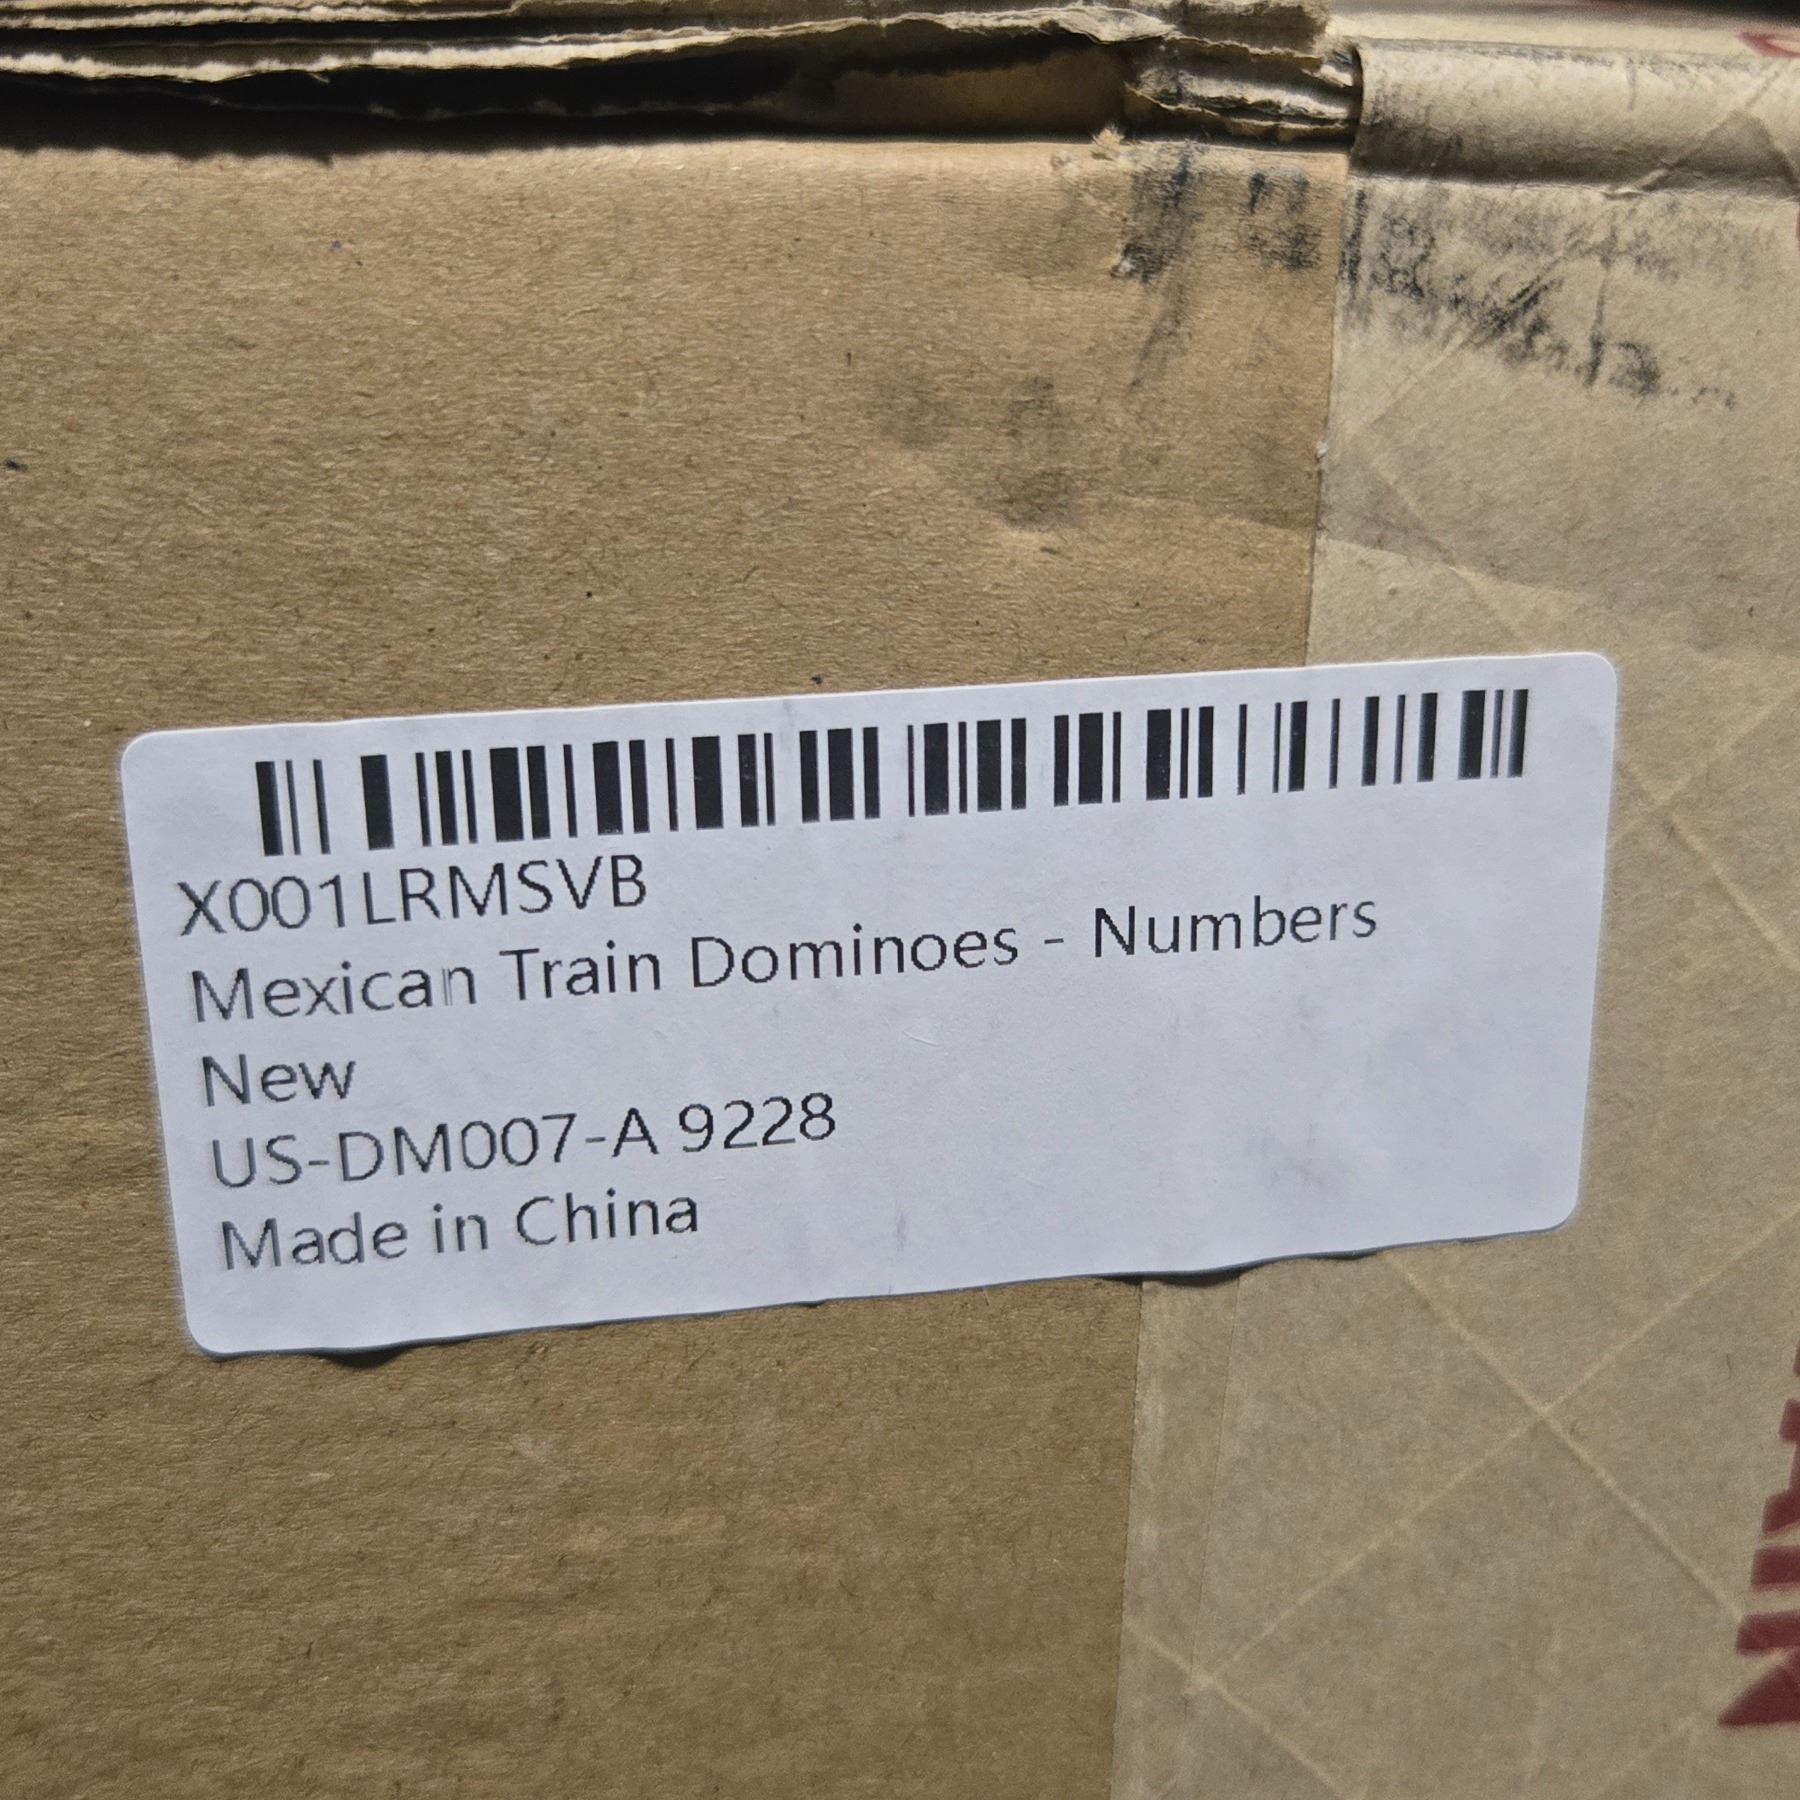 X001LRMSVB
Mexican Train Dominoes - Numbers
New
US-DM007-A 9228
Made in China